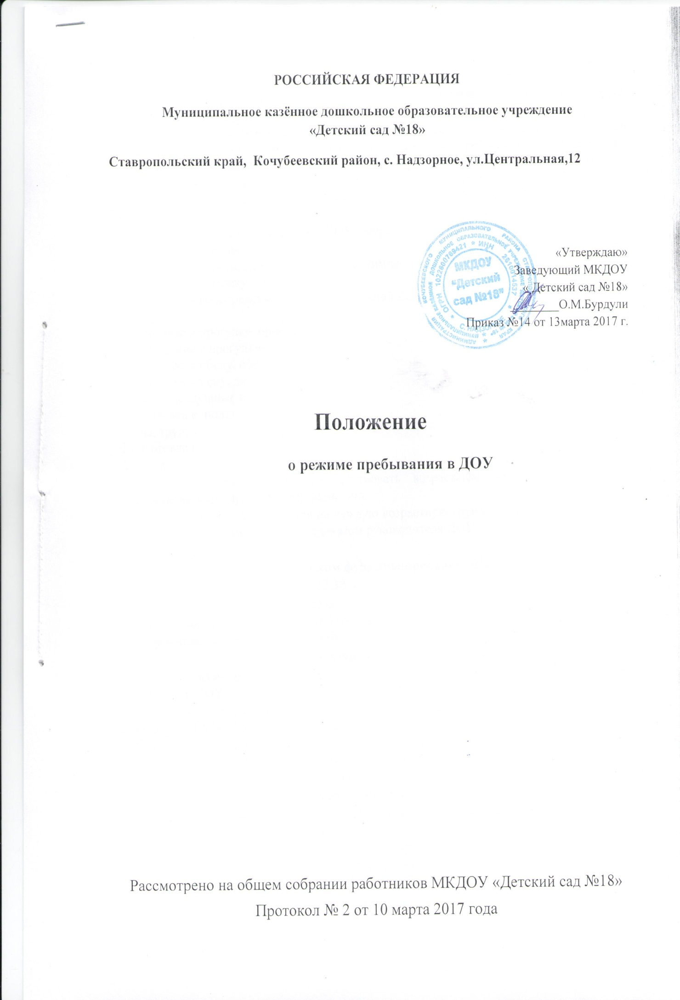 РОССИЙСКАЯ ФЕДЕРАЦИЯ
Муниципальное казённое дошкольное образовательное учреждение
«Детский сад №18»
Ставропольский край, Кочубеевский район, с. Надзорное, ул.Центральная,12
«Утверждаю»
Заведующий МКДОУ
« Детский сад №18»
________О.М.Бурдули
Приказ №14 от 13марта 2017 г.
МКДОУ
“Детский
сад №18”
ОГРН 1022600769421 * ИНН 2610014537
Положение
о режиме пребывания в ДОУ
Рассмотрено на общем собрании работников МКДОУ «Детский сад №18»
Протокол № 2 от 10 марта 2017 года